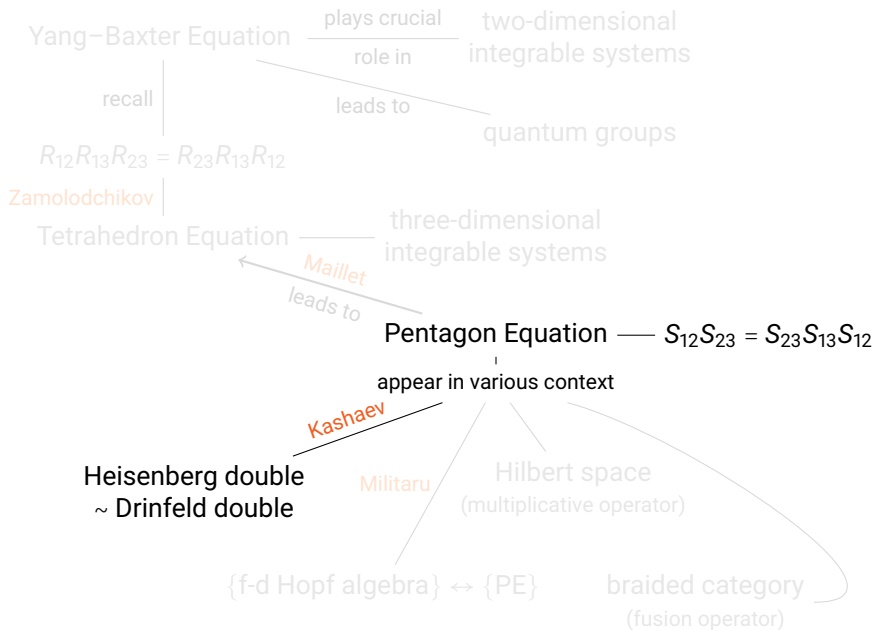 Yang–Baxter Equation
plays crucial
role in
two-dimensional
integrable systems
recall
leads to
quantum groups
R₁₂R₁₃R₂₃ = R₂₃R₁₃R₁₂
Zamolodchikov
Tetrahedron Equation
three-dimensional
integrable systems
Maillet
leads to
Pentagon Equation
S₁₂S₂₃ = S₂₃S₁₃S₁₂
appear in various context
Kashaev
Heisenberg double
~ Drinfeld double
Militaru
Hilbert space
(multiplicative operator)
{f-d Hopf algebra} ↔ {PE}
braided category
(fusion operator)